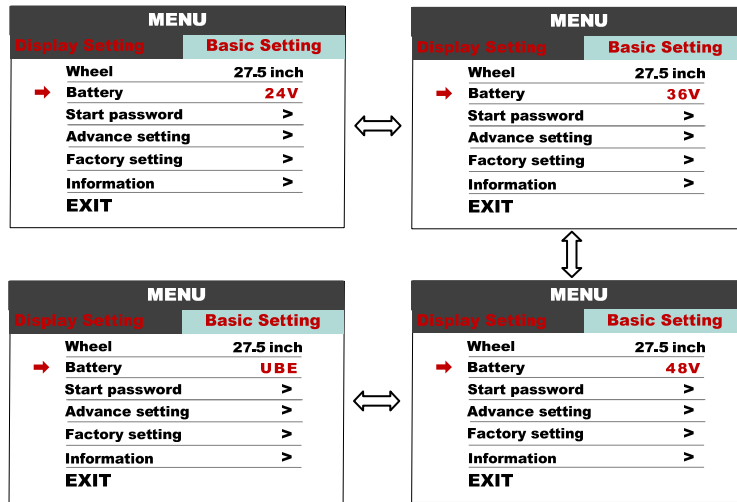 MENU
Display Setting Basic Setting
Wheel 27.5 inch
Battery 24V
Start password >
Advance setting >
Factory setting >
Information >
EXIT
MENU
Display Setting Basic Setting
Wheel 27.5 inch
Battery 36V
Start password >
Advance setting >
Factory setting >
Information >
EXIT
MENU
Display Setting Basic Setting
Wheel 27.5 inch
Battery UBE
Start password >
Advance setting >
Factory setting >
Information >
EXIT
MENU
Display Setting Basic Setting
Wheel 27.5 inch
Battery 48V
Start password >
Advance setting >
Factory setting >
Information >
EXIT